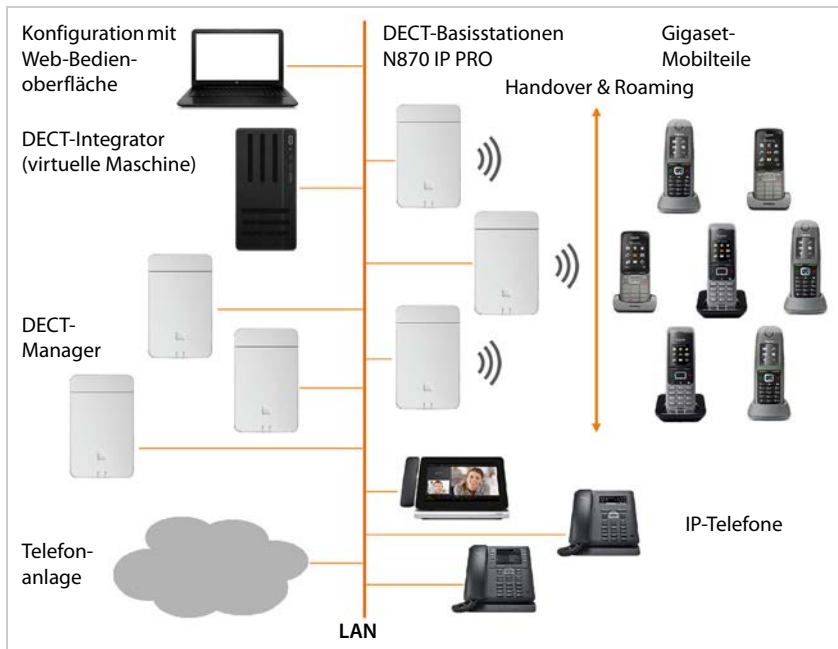 Konfiguration mit
Web-Bedien-
oberfläche
DECT-Integrator
(virtuelle Maschine)
DECT-
Manager
Telefon-
anlage
DECT-Basisstationen
N870 IP PRO
Handover & Roaming
Gigaset-
Mobilteile
IP-Telefone
LAN